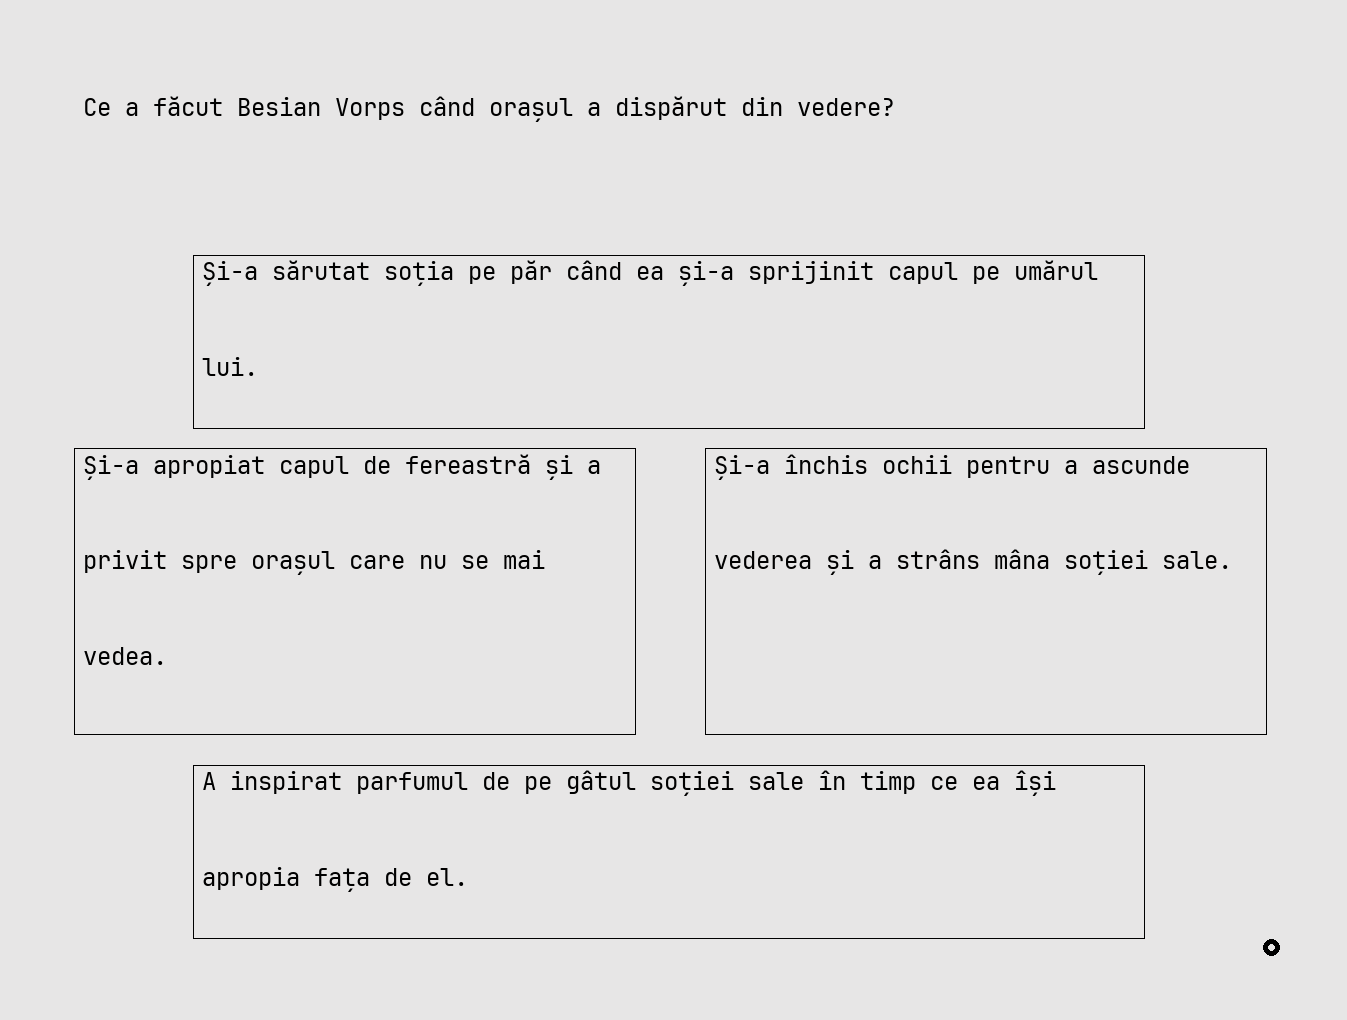 Ce a făcut Besian Vorps când orașul a dispărut din vedere?
Și-a sărutat soția pe păr când ea și-a sprijinit capul pe umărul
lui.
Și-a apropiat capul de fereastră și a
privit spre orașul care nu se mai
vedea.
Și-a închis ochii pentru a ascunde
vederea și a strâns mâna soției sale.
A inspirat parfumul de pe gâtul soției sale în timp ce ea își
apropia fața de el.